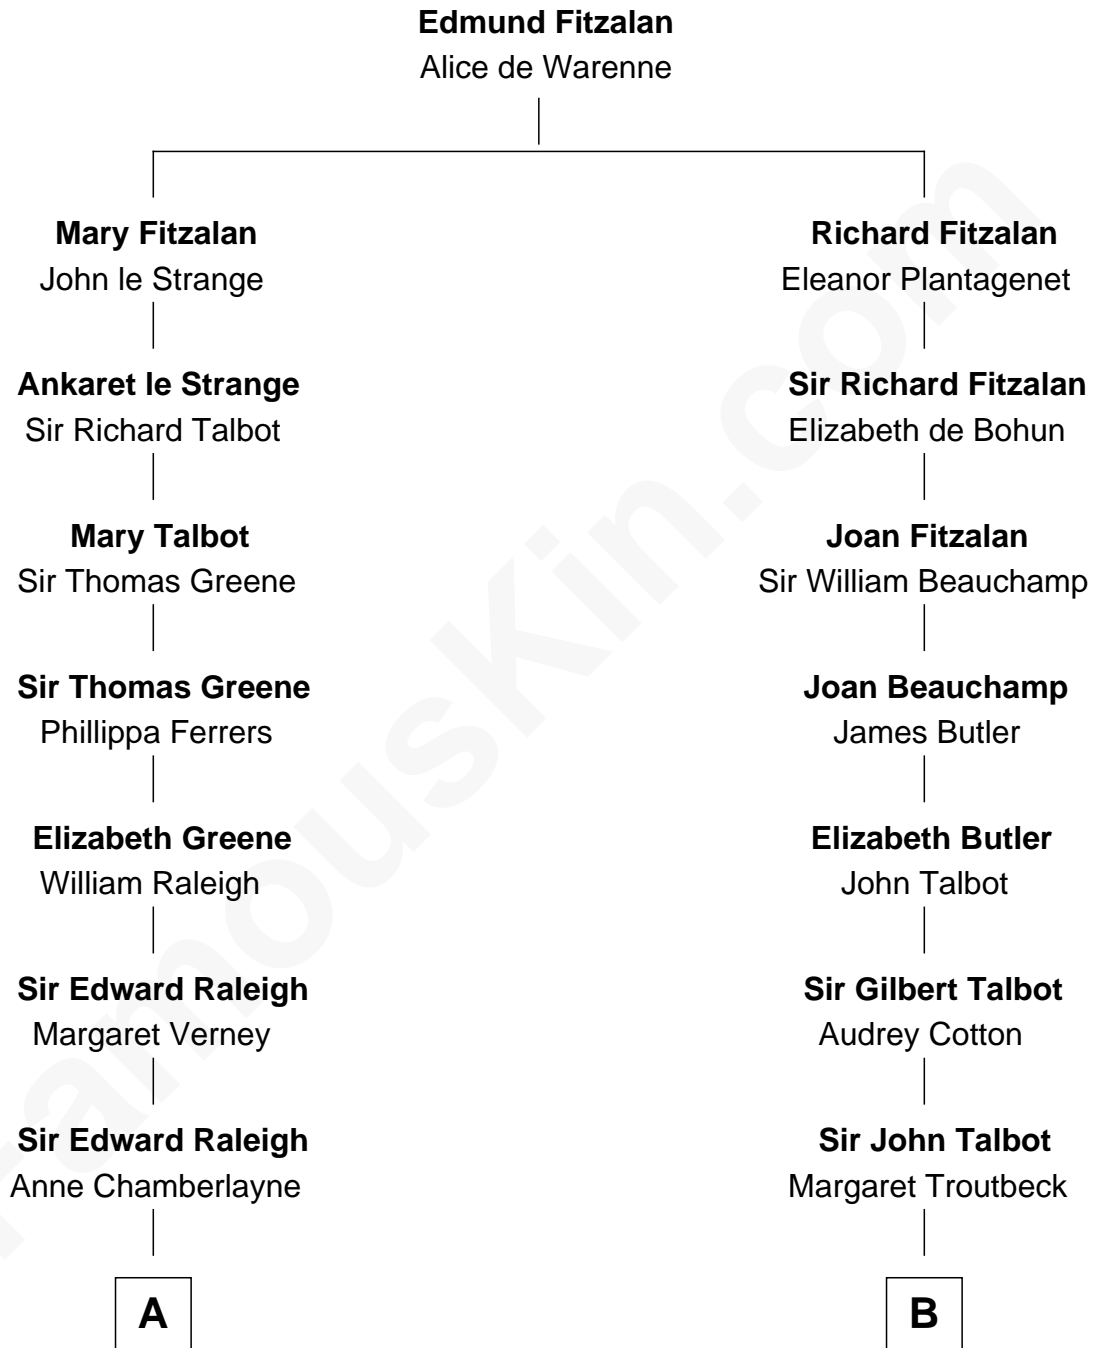 Edmund Fitzalan
Alice de Warenne
Mary Fitzalan
John le Strange
Richard Fitzalan
Eleanor Plantagenet
Ankaret le Strange
Sir Richard Talbot
Sir Richard Fitzalan
Elizabeth de Bohun
Mary Talbot
Sir Thomas Greene
Joan Fitzalan
Sir William Beauchamp
Sir Thomas Greene
Phillippa Ferrers
Joan Beauchamp
James Butler
Elizabeth Greene
William Raleigh
Elizabeth Butler
John Talbot
Sir Edward Raleigh
Margaret Verney
Sir Gilbert Talbot
Audrey Cotton
Sir Edward Raleigh
Anne Chamberlayne
Sir John Talbot
Margaret Troutbeck
A
B
FamousKin.com